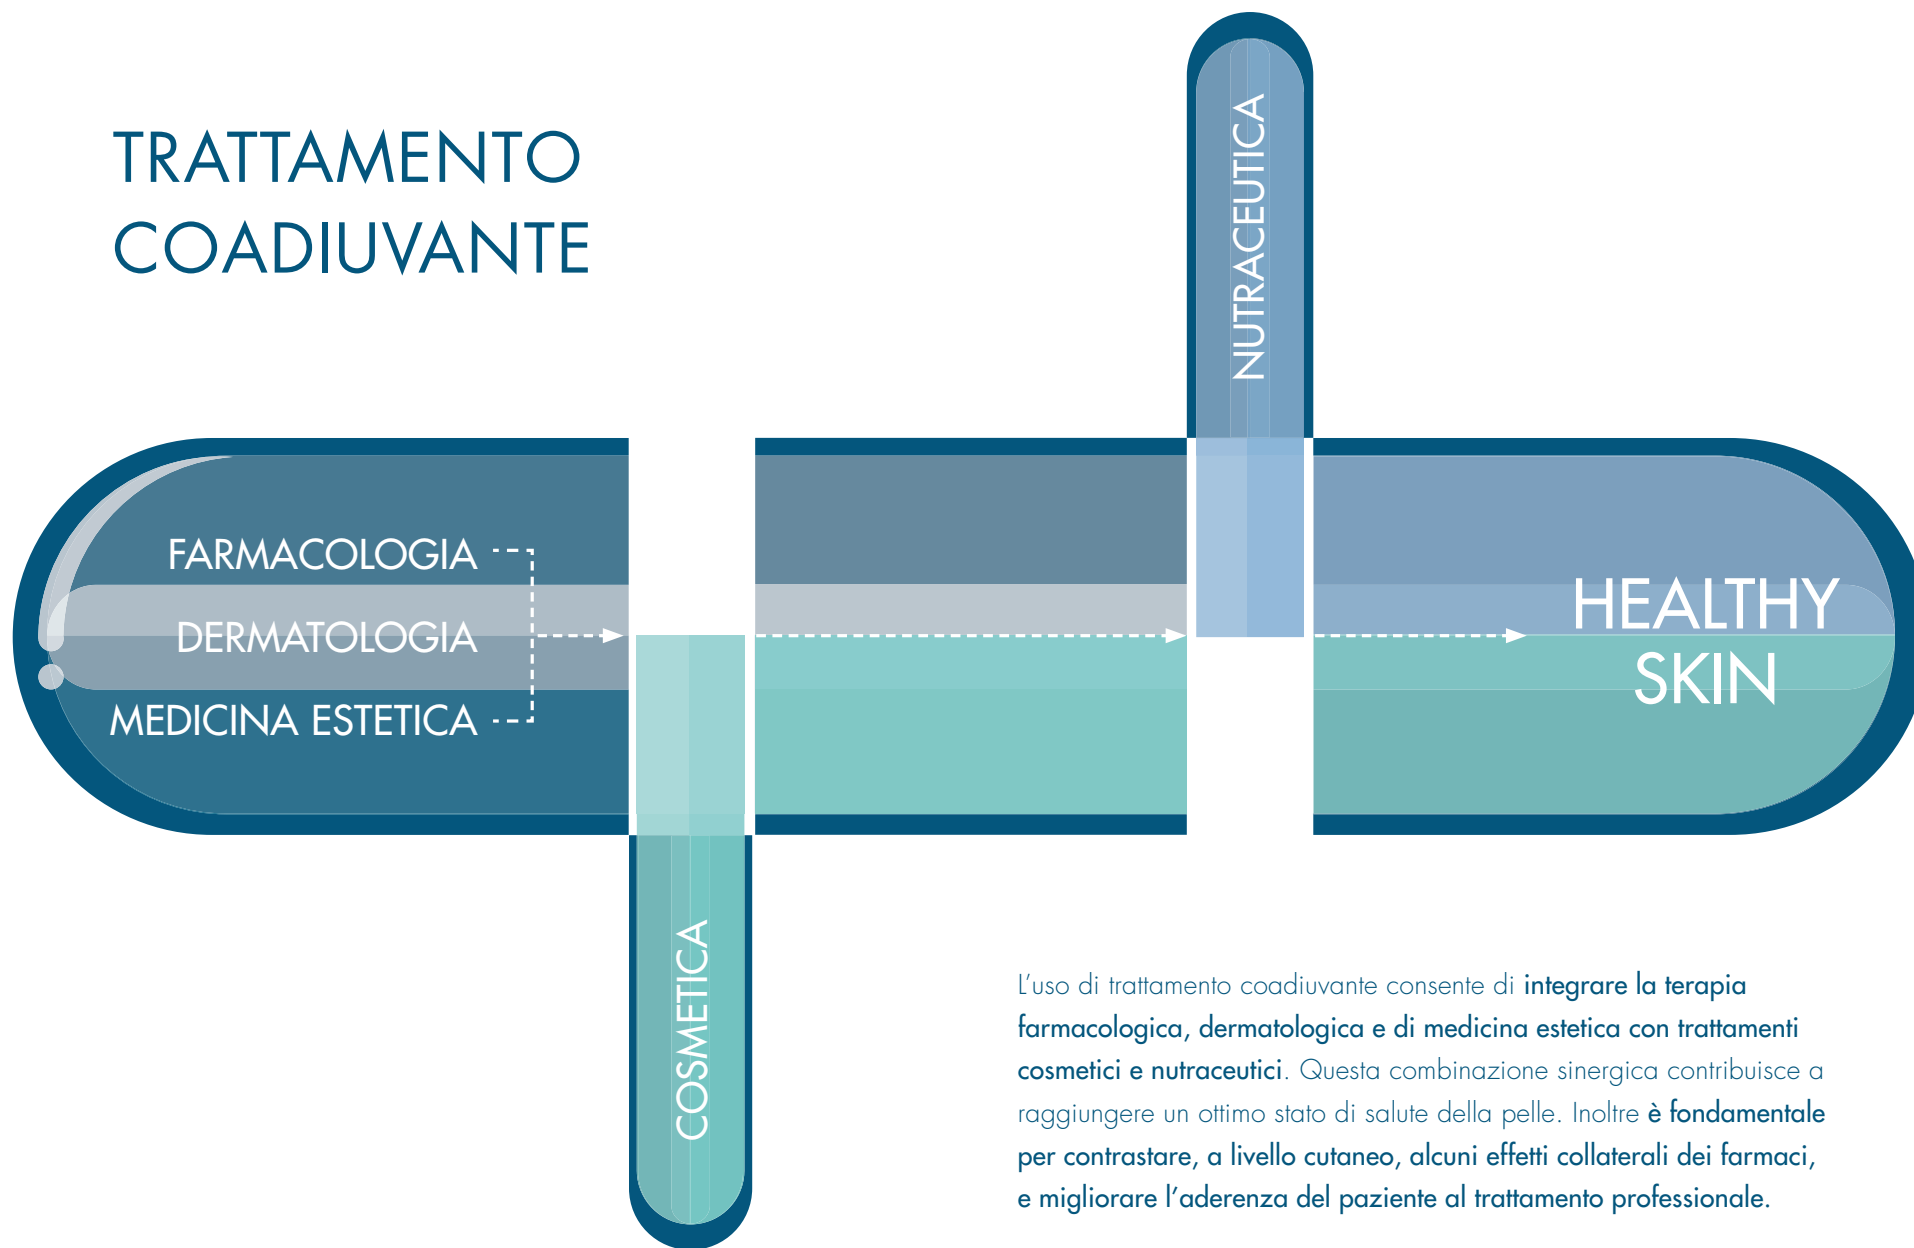 TRATTAMENTO
COADIUVANTE
NUTRACEUTICA
FARMACOLOGIA
DERMATOLOGIA
MEDICINA ESTETICA
HEALTHY
SKIN
COSMETICA
L’uso di trattamento coadiuvante consente di integrare la terapia
farmacologica, dermatologica e di medicina estetica con trattamenti
cosmetici e nutraceutici. Questa combinazione sinergica contribuisce a
raggiungere un ottimo stato di salute della pelle. Inoltre è fondamentale
per contrastare, a livello cutaneo, alcuni effetti collaterali dei farmaci,
e migliorare l’aderenza del paziente al trattamento professionale.